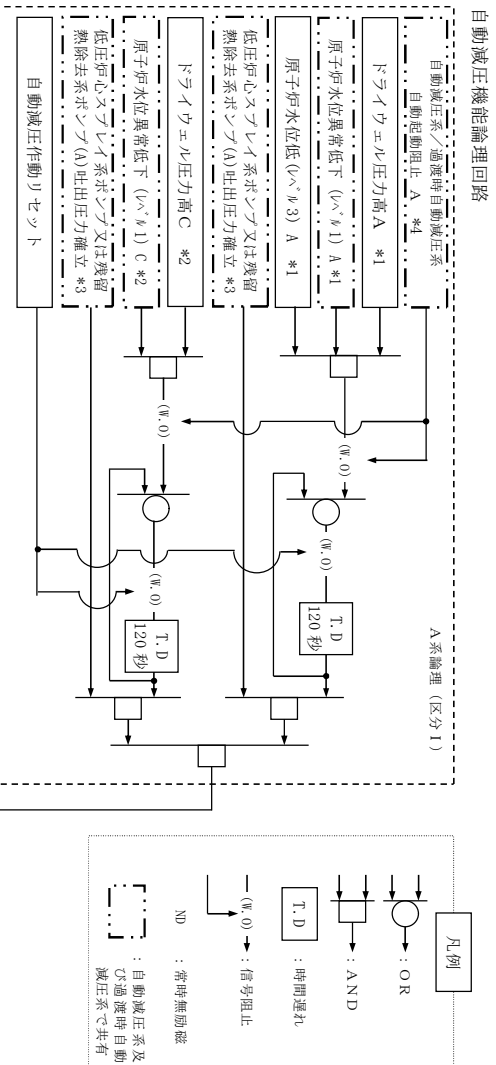 自動減圧機能論理回路
A系論理(区分Ⅰ)
自動減圧系/過渡時自動減圧系
自動起動阻止 A *4
ドライウェル圧力高A *1
原子炉水位異常低下 (レベル1) A *1
原子炉水位低(レベル3) A *1
低圧炉心スプレイ系ポンプ又は残留
熱除去系ポンプ(A)吐出圧力確立 *3
ドライウェル圧力高C *2
原子炉水位異常低下 (レベル1) C *2
低圧炉心スプレイ系ポンプ又は残留
熱除去系ポンプ(A)吐出圧力確立 *3
自動減圧作動リセット
(W.O)
(W.O)
T.D
120秒
(W.O)
(W.O)
T.D
120秒
凡例
:OR
:AND
T.D :時間遅れ
(W.O) :信号阻止
ND :常時無励磁
:自動減圧系及
び過渡時自動
減圧系で共有